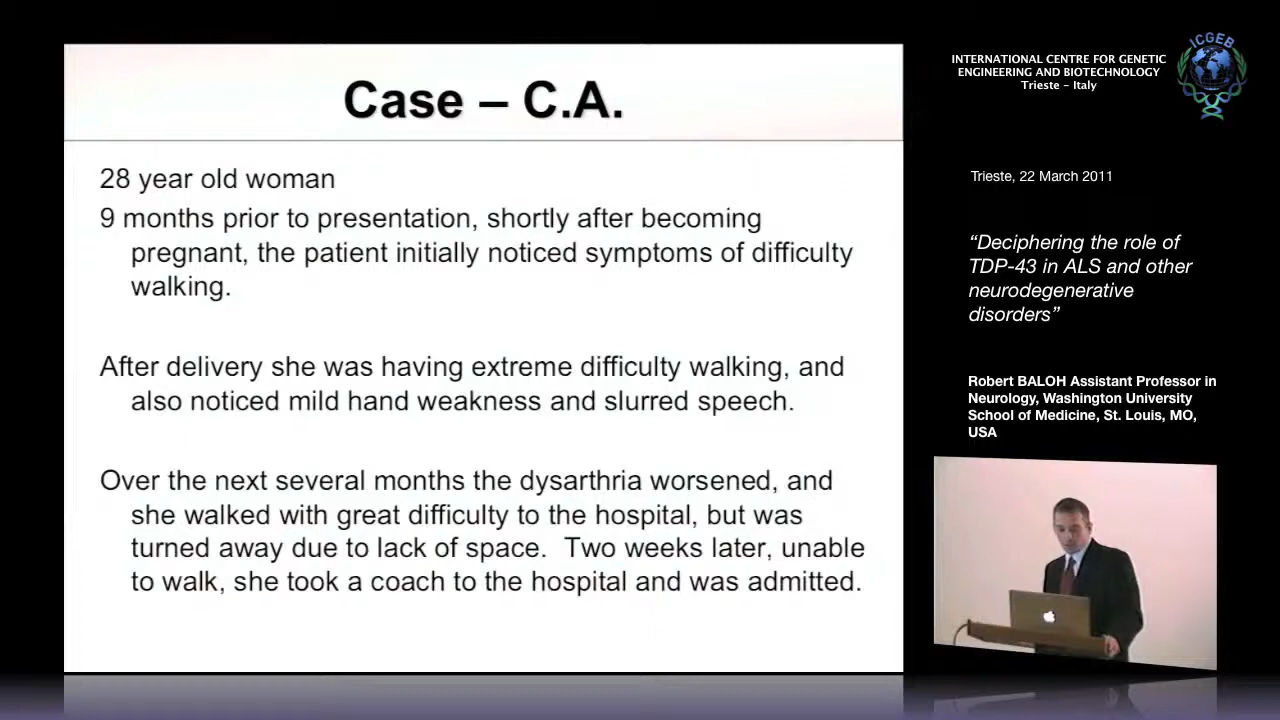 Case – C.A.
28 year old woman
9 months prior to presentation, shortly after becoming
pregnant, the patient initially noticed symptoms of difficulty
walking.
After delivery she was having extreme difficulty walking, and
also noticed mild hand weakness and slurred speech.
Over the next several months the dysarthria worsened, and
she walked with great difficulty to the hospital, but was
turned away due to lack of space.  Two weeks later, unable
to walk, she took a coach to the hospital and was admitted.
INTERNATIONAL CENTRE FOR GENETIC
ENGINEERING AND BIOTECHNOLOGY
Trieste - Italy
ICGEB
Trieste, 22 March 2011
“Deciphering the role of
TDP-43 in ALS and other
neurodegenerative
disorders”
Robert BALOH Assistant Professor in
Neurology, Washington University
School of Medicine, St. Louis, MO,
USA